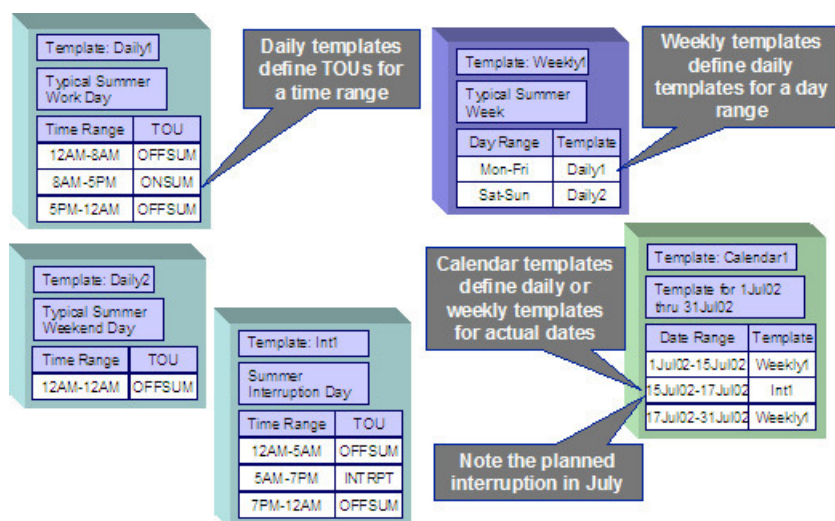 Template: Daily1
Typical Summer
Work Day
Time Range TOU
12AM-8AM OFFSUM
8AM-5PM ONSUM
5PM-12AM OFFSUM
Daily templates
define TOUs for
a time range
Template: Weekly1
Typical Summer
Week
Day Range Template
Mon-Fri Daily1
Sat-Sun Daily2
Weekly templates
define daily
templates for a day
range
Template: Daily2
Typical Summer
Weekend Day
Time Range TOU
12AM-12AM OFFSUM
Template: Int1
Summer
Interruption Day
Time Range TOU
12AM-5AM OFFSUM
5AM-7PM INTRPT
7PM-12AM OFFSUM
Calendar templates
define daily or
weekly templates
for actual dates
Template: Calendar1
Template for 1Jul02
thru 31Jul02
Date Range Template
1Jul02-15Jul02 Weekly1
15Jul02-17Jul02 Int1
17Jul02-31Jul02 Weekly1
Note the planned
interruption in July